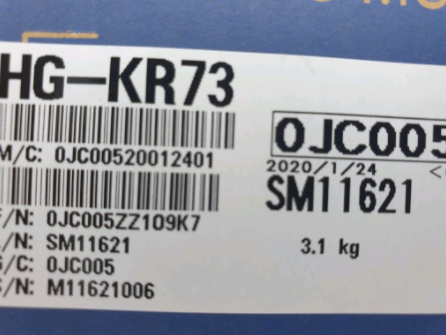 HG-KR73
M/C: 0JC00520012401
0JC005
2020/1/24
SM11621
/N: 0JC005ZZ109K7
/N: SM11621
3.1 kg
/C: 0JC005
/N: M11621006